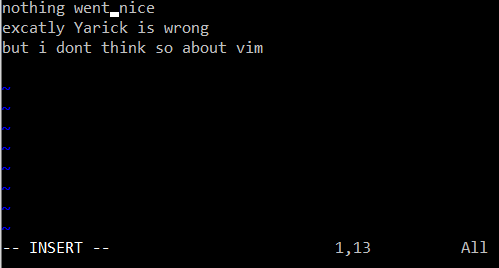 nothing went nice
excatly Yarick is wrong
but i dont think so about vim
~
~
~
~
~
~
~
~
-- INSERT -- 1,13 All